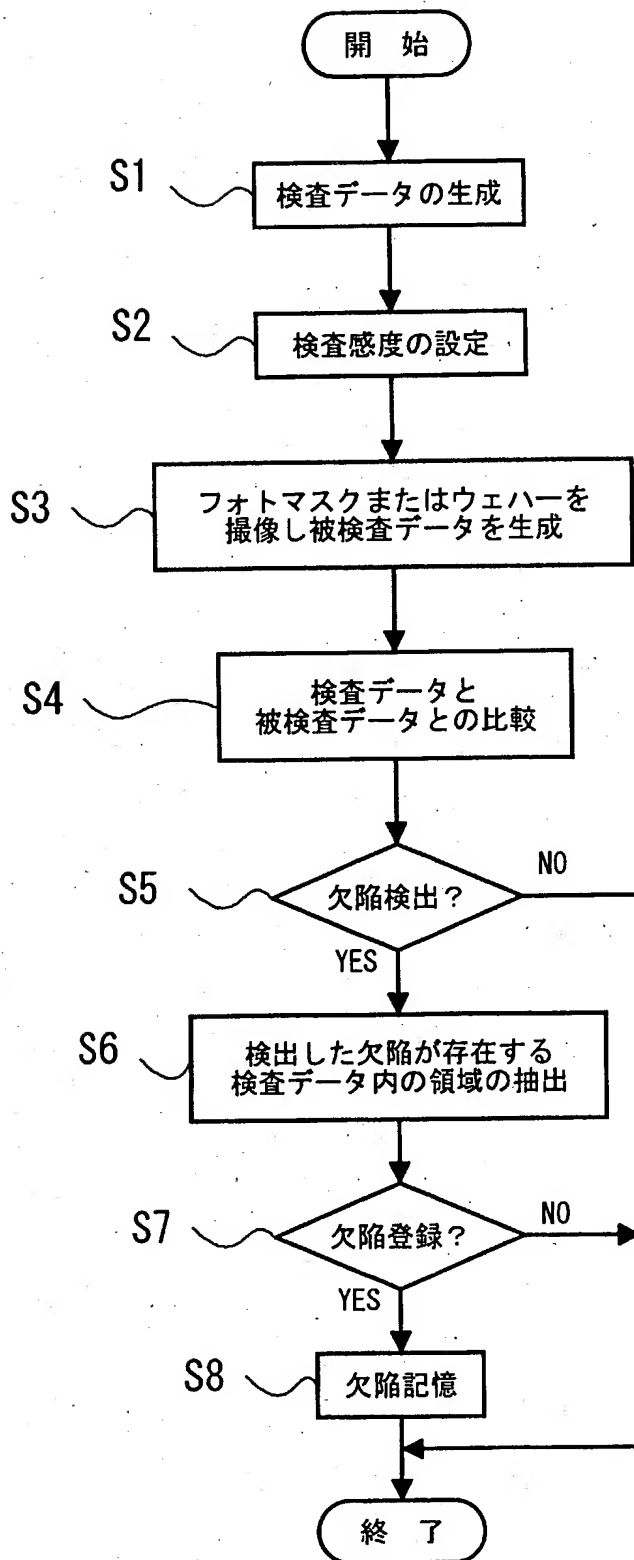 開 始
S1
検査データの生成
S2
検査感度の設定
S3
フォトマスクまたはウェハーを
撮像し被検査データを生成
S4
検査データと
被検査データとの比較
S5
欠陥検出?
NO
YES
S6
検出した欠陥が存在する
検査データ内の領域の抽出
S7
欠陥登録?
NO
YES
S8
欠陥記憶
終 了